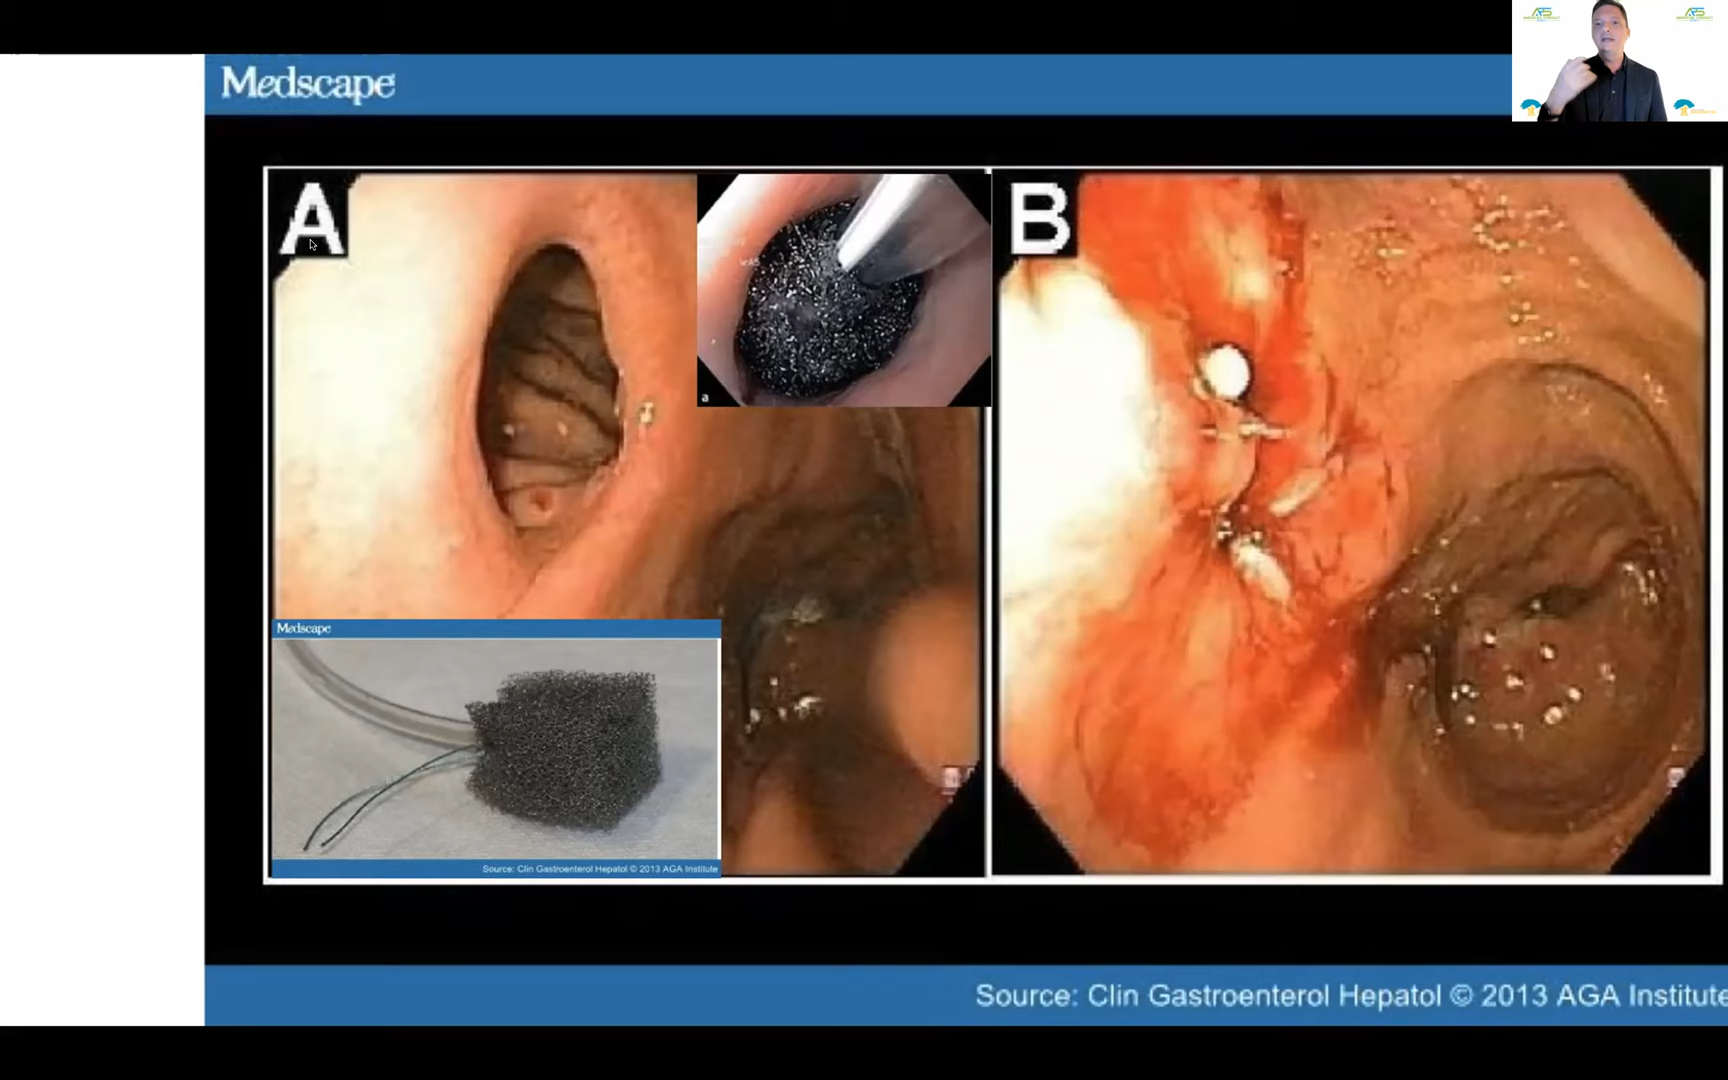 Medscape
A
B
a
Medscape
Source: Clin Gastroenterol Hepatol © 2013 AGA Institute
Source: Clin Gastroenterol Hepatol © 2013 AGA Institute